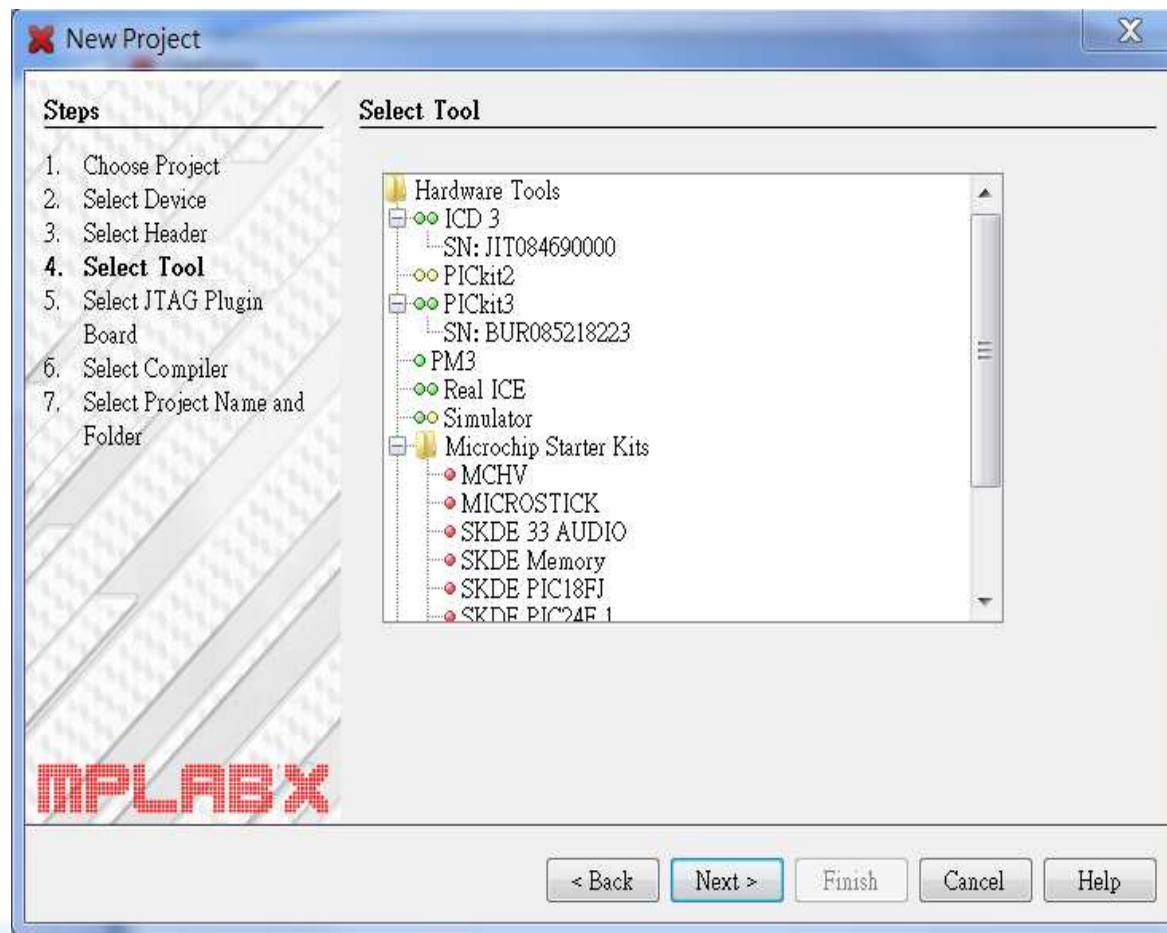 New Project
Steps
1. Choose Project
2. Select Device
3. Select Header
4. Select Tool
5. Select JTAG Plugin
Board
6. Select Compiler
7. Select Project Name and
Folder
MPLAB X
Select Tool
Hardware Tools
ICD 3
SN: JIT084690000
PICkit2
PICkit3
SN: BUR085218223
PM3
Real ICE
Simulator
Microchip Starter Kits
MCHV
MICROSTICK
SKDE 33 AUDIO
SKDE Memory
SKDE PIC18FJ
SKDE PIC24F 1
< Back
Next >
Finish
Cancel
Help